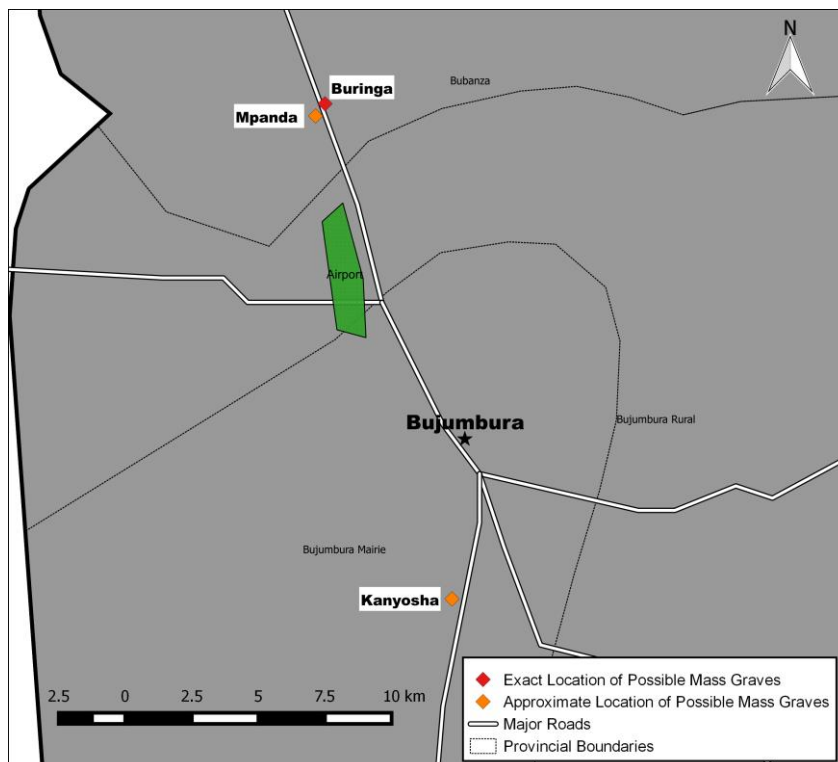 N
Bubanza
Buringa
Mpanda
Airport
Bujumbura
Bujumbura Rural
Bujumbura Mairie
Kanyosha
2.5 0 2.5 5 7.5 10 km
Exact Location of Possible Mass Graves
Approximate Location of Possible Mass Graves
Major Roads
Provincial Boundaries